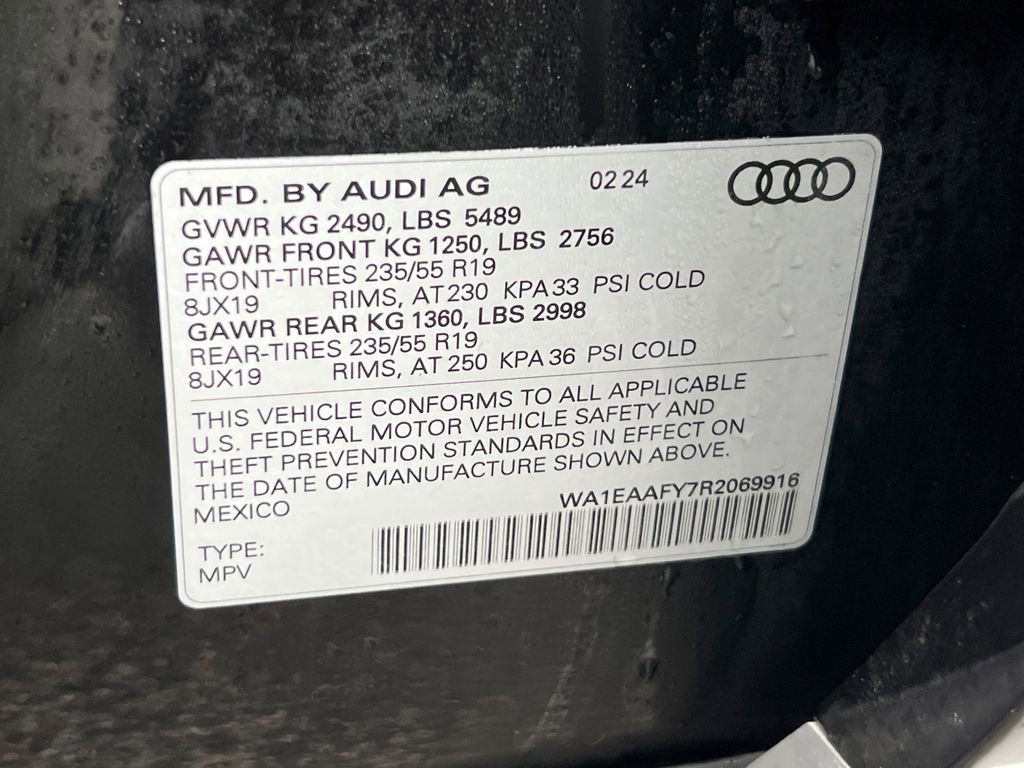 MFD. BY AUDI AG 02 24
GVWR KG 2490, LBS 5489
GAWR FRONT KG 1250, LBS 2756
FRONT-TIRES 235/55 R19
8JX19 RIMS, AT 230 KPA 33 PSI COLD
GAWR REAR KG 1360, LBS 2998
REAR-TIRES 235/55 R19
8JX19 RIMS, AT 250 KPA 36 PSI COLD
THIS VEHICLE CONFORMS TO ALL APPLICABLE
U.S. FEDERAL MOTOR VEHICLE SAFETY AND
THEFT PREVENTION STANDARDS IN EFFECT ON
THE DATE OF MANUFACTURE SHOWN ABOVE.
MEXICO WA1EAAFY7R2069916
TYPE:
MPV